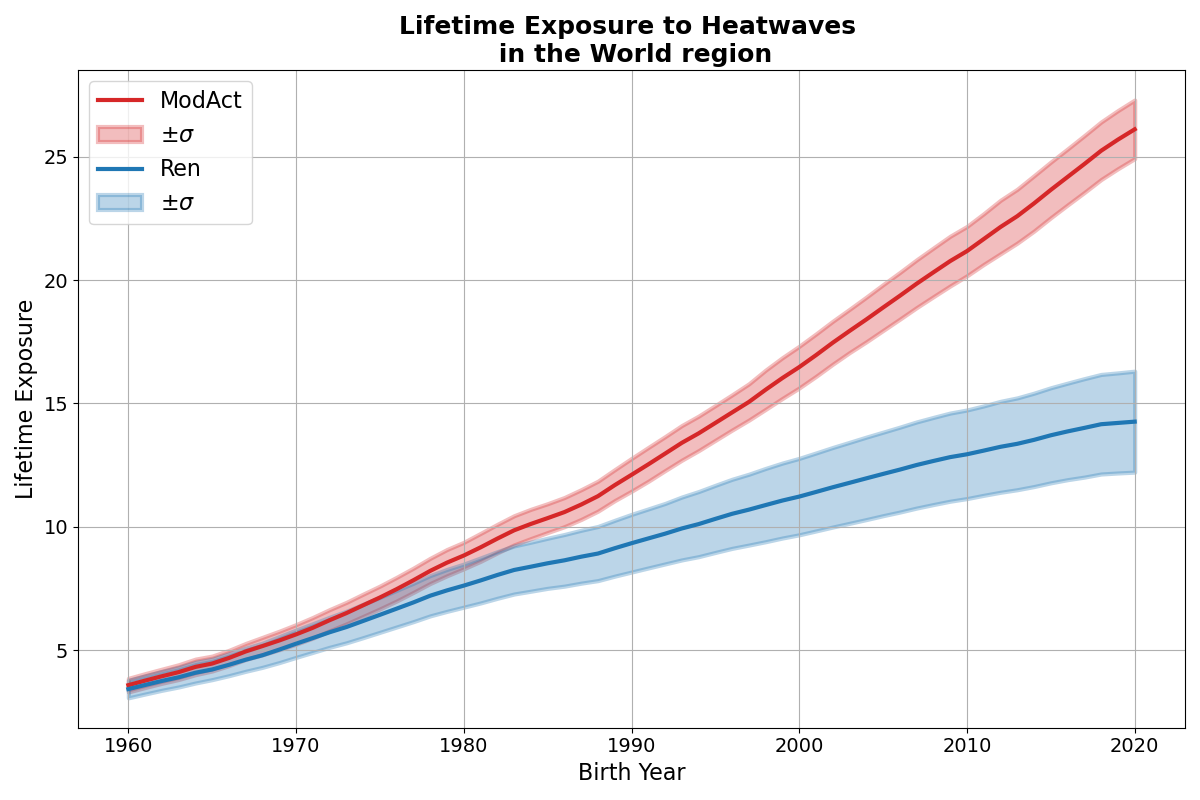 Lifetime Exposure to Heatwaves
in the World region
ModAct
±σ
Ren
±σ
Lifetime Exposure
25
20
15
10
5
1960 1970 1980 1990 2000 2010 2020
Birth Year